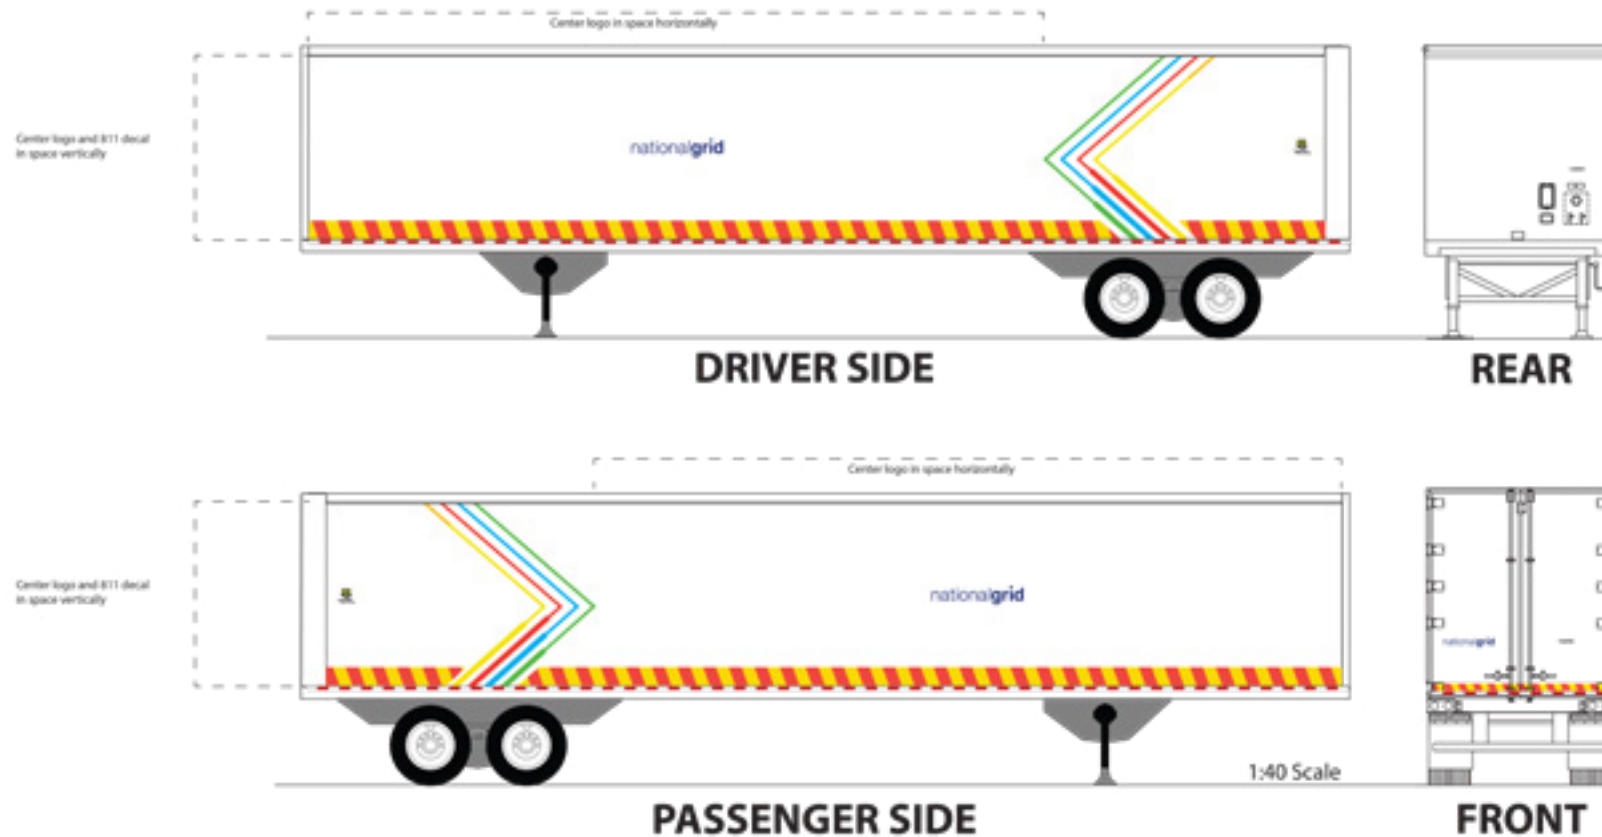 Center logo in space horizontally
Center logo and 811 decal
in space vertically
nationalgrid
DRIVER SIDE
REAR
Center logo in space horizontally
Center logo and 811 decal
in space vertically
nationalgrid
nationalgrid
1:40 Scale
PASSENGER SIDE
FRONT